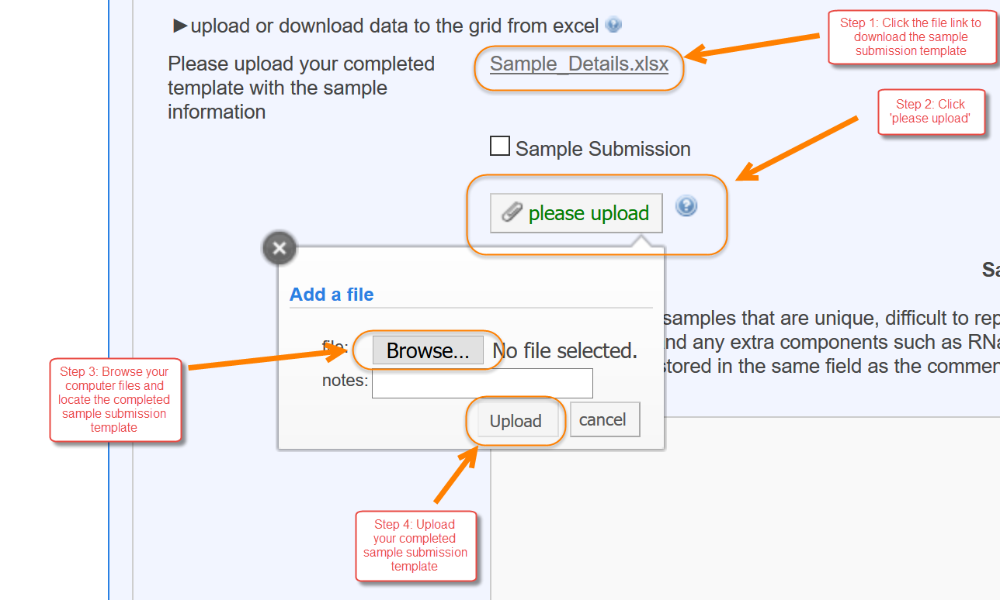 ►upload or download data to the grid from excel
Step 1: Click the file link to
download the sample
submission template
Please upload your completed
template with the sample
information
Sample_Details.xlsx
Step 2: Click
'please upload'
Sample Submission
please upload
Sa
Add a file
samples that are unique, difficult to rep
nd any extra components such as RNa
stored in the same field as the commen
file:
Browse...
No file selected.
notes:
Upload
cancel
Step 3: Browse your
computer files and
locate the completed
sample submission
template
Step 4: Upload
your completed
sample submission
template